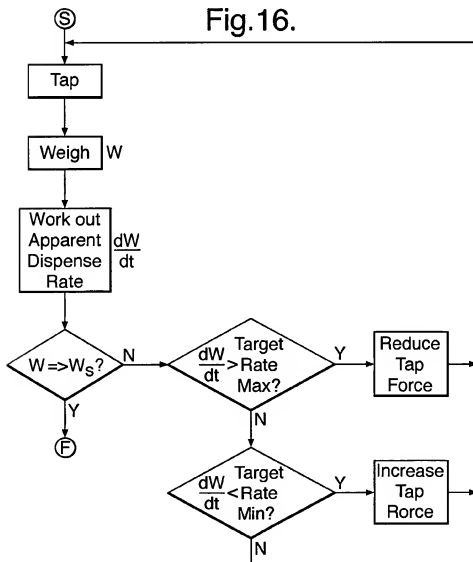 Fig.16.
S
Tap
Weigh W
Work out
Apparent
Dispense
Rate
dW
dt
W=>WS?
N
Y
F
dW
dt
>
Target
Rate
Max?
Y
N
Reduce
Tap
Force
dW
dt
<
Target
Rate
Min?
Y
N
Increase
Tap
Rorce